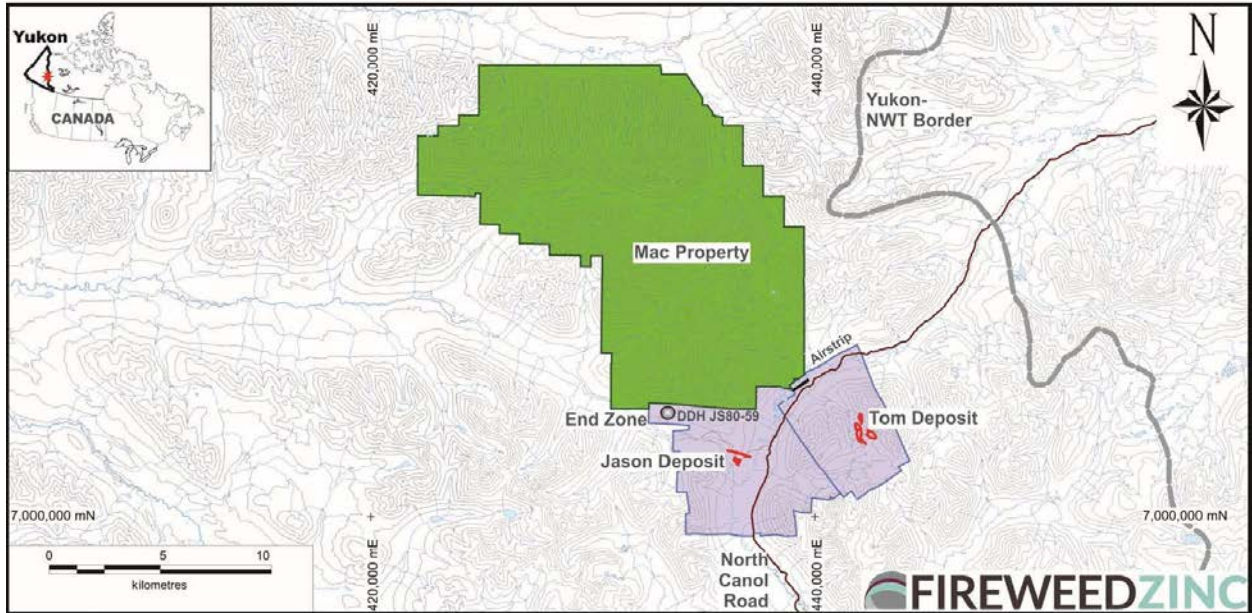 Yukon
CANADA
420,000 mE
440,000 mE
N
Yukon-
NWT Border
Mac Property
Airstrip
End Zone
DDH JS80-59
Tom Deposit
Jason Deposit
7,000,000 mN
7,000,000 mN
0 5 10
kilometres
420,000 mE
440,000 mE
North
Canol
Road
FIREWEEDZINC